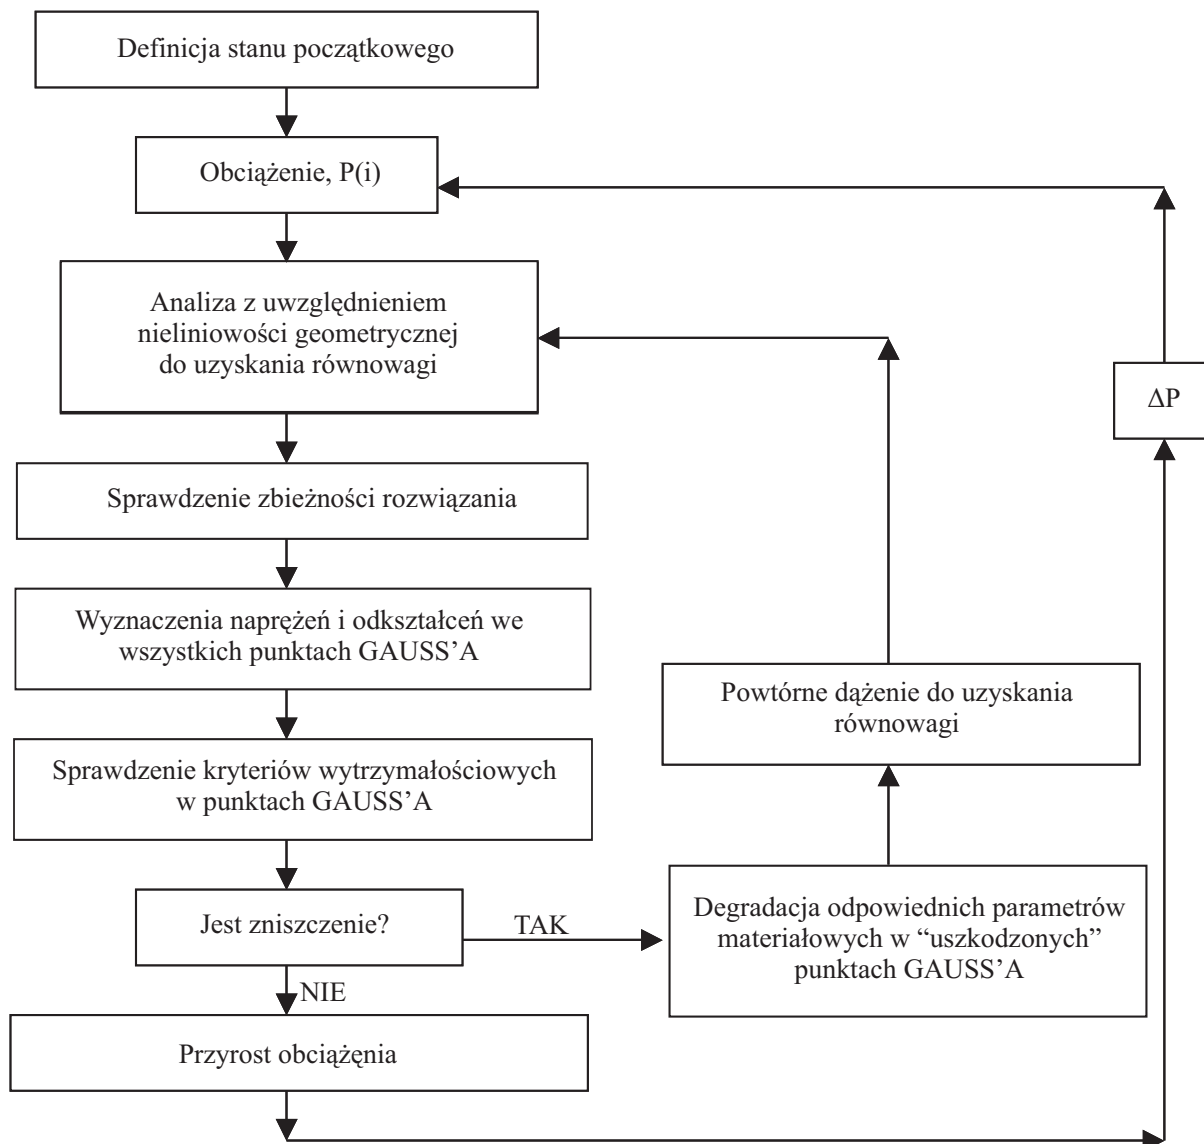 Definicja stanu początkowego
Obciążenie, P(i)
Analiza z uwzględnieniem
nieliniowości geometrycznej
do uzyskania równowagi
ΔP
Sprawdzenie zbieżności rozwiązania
Wyznaczenia naprężeń i odkształceń we
wszystkich punktach GAUSS’A
Powtórne dążenie do uzyskania
równowagi
Sprawdzenie kryteriów wytrzymałościowych
w punktach GAUSS’A
Jest zniszczenie?
TAK
Degradacja odpowiednich parametrów
materiałowych w “uszkodzonych”
punktach GAUSS’A
NIE
Przyrost obciążęnia